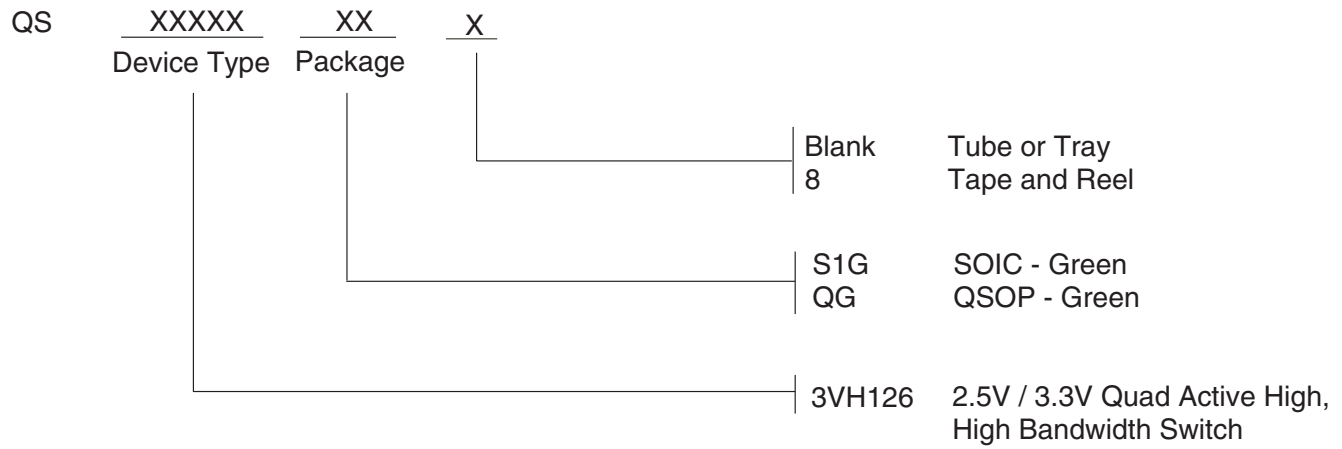 QS XXXXX XX X
Device Type Package
Blank Tube or Tray
8 Tape and Reel
S1G SOIC - Green
QG QSOP - Green
3VH126 2.5V / 3.3V Quad Active High,
High Bandwidth Switch